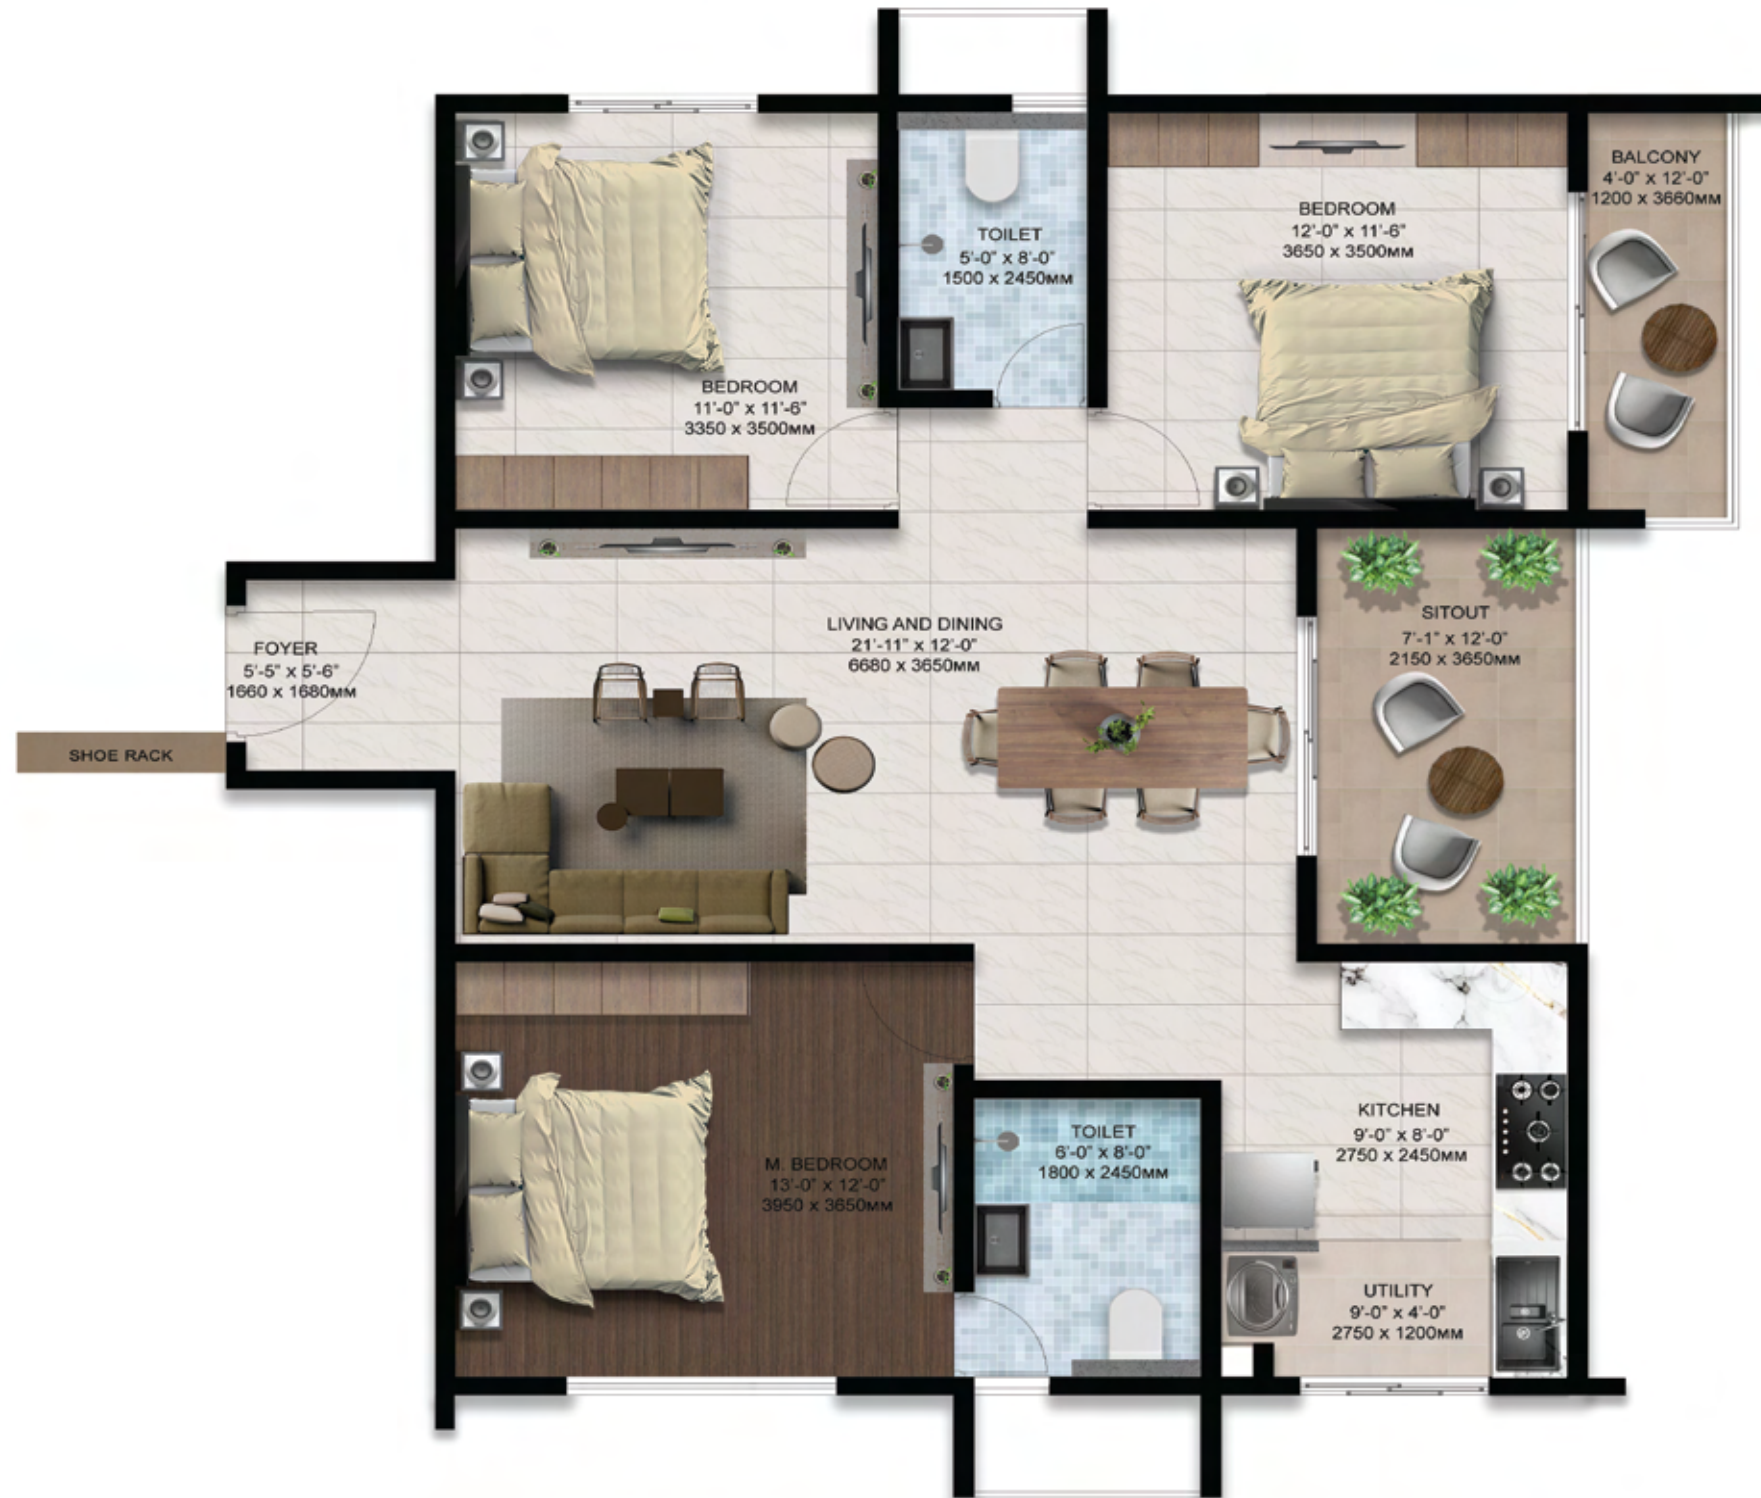 BALCONY
4'-0" x 12'-0"
1200 x 3660MM
BEDROOM
12'-0" x 11'-6"
3650 x 3500MM
TOILET
5'-0" x 8'-0"
1500 x 2450MM
BEDROOM
11'-0" x 11'-6"
3350 x 3500MM
LIVING AND DINING
21'-11" x 12'-0"
6680 x 3650MM
SITOUT
7'-1" x 12'-0"
2150 x 3650MM
FOYER
5'-5" x 5'-6"
1660 x 1680MM
SHOE RACK
KITCHEN
9'-0" x 8'-0"
2750 x 2450MM
TOILET
6'-0" x 8'-0"
1800 x 2450MM
M. BEDROOM
13'-0" x 12'-0"
3950 x 3650MM
UTILITY
9'-0" x 4'-0"
2750 x 1200MM